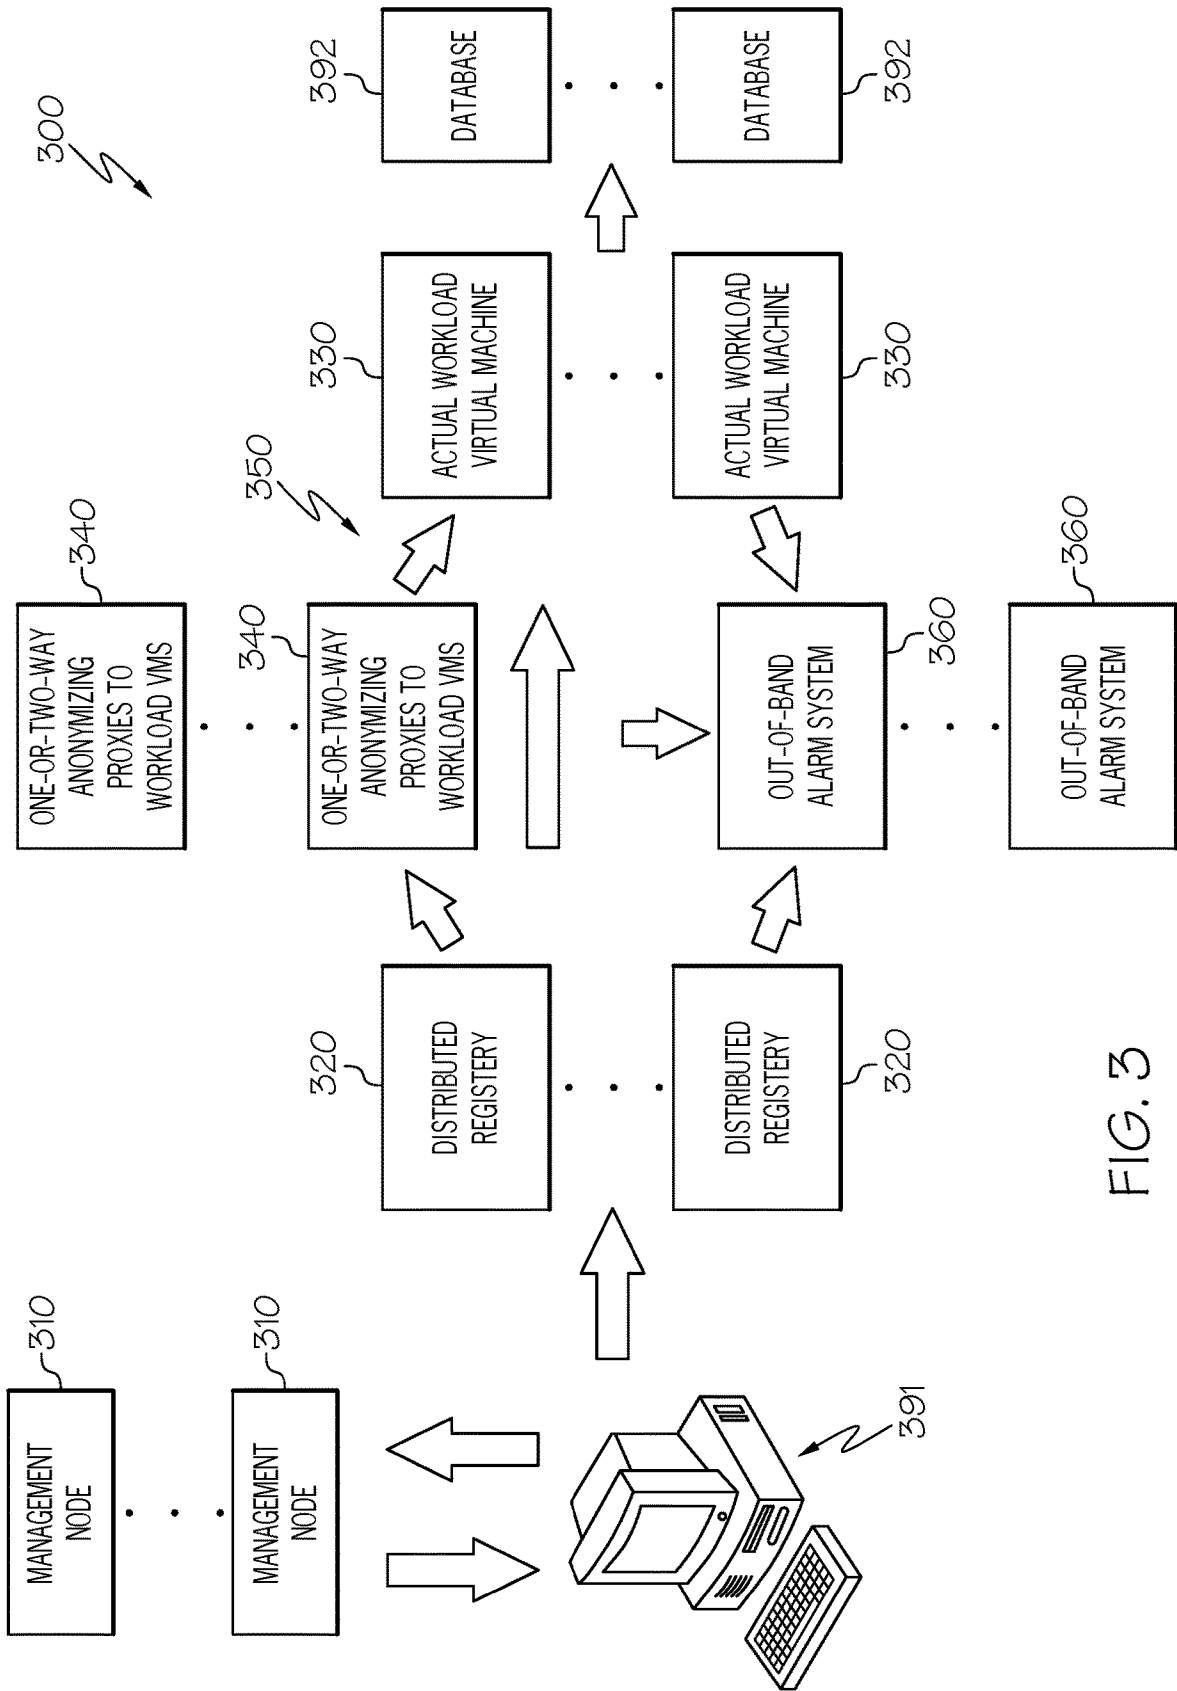 300
MANAGEMENT
NODE
310
MANAGEMENT
NODE
310
391
DISTRIBUTED
REGISTERY
320
DISTRIBUTED
REGISTERY
320
ONE-OR-TWO-WAY
ANONYMIZING
PROXIES TO
WORKLOAD VMS
340
ONE-OR-TWO-WAY
ANONYMIZING
PROXIES TO
WORKLOAD VMS
340
350
OUT-OF-BAND
ALARM SYSTEM
360
OUT-OF-BAND
ALARM SYSTEM
360
ACTUAL WORKLOAD
VIRTUAL MACHINE
330
ACTUAL WORKLOAD
VIRTUAL MACHINE
330
DATABASE
392
DATABASE
392
FIG. 3